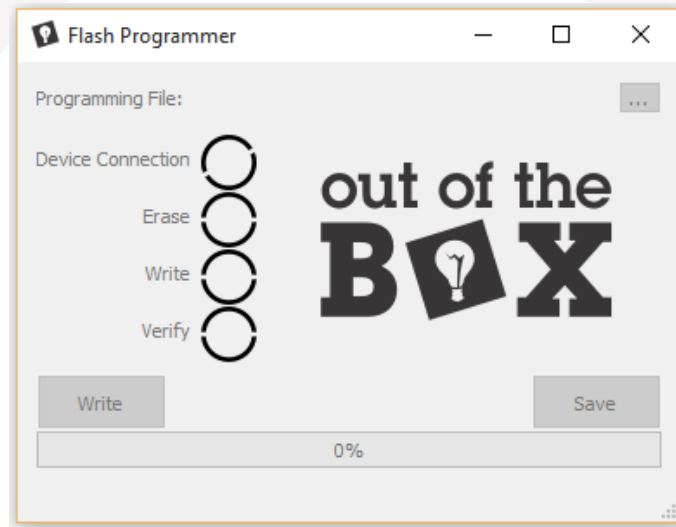 Flash Programmer
Programming File:
...
Device Connection
Erase
Write
Verify
out of the
BOX
Write
Save
0%